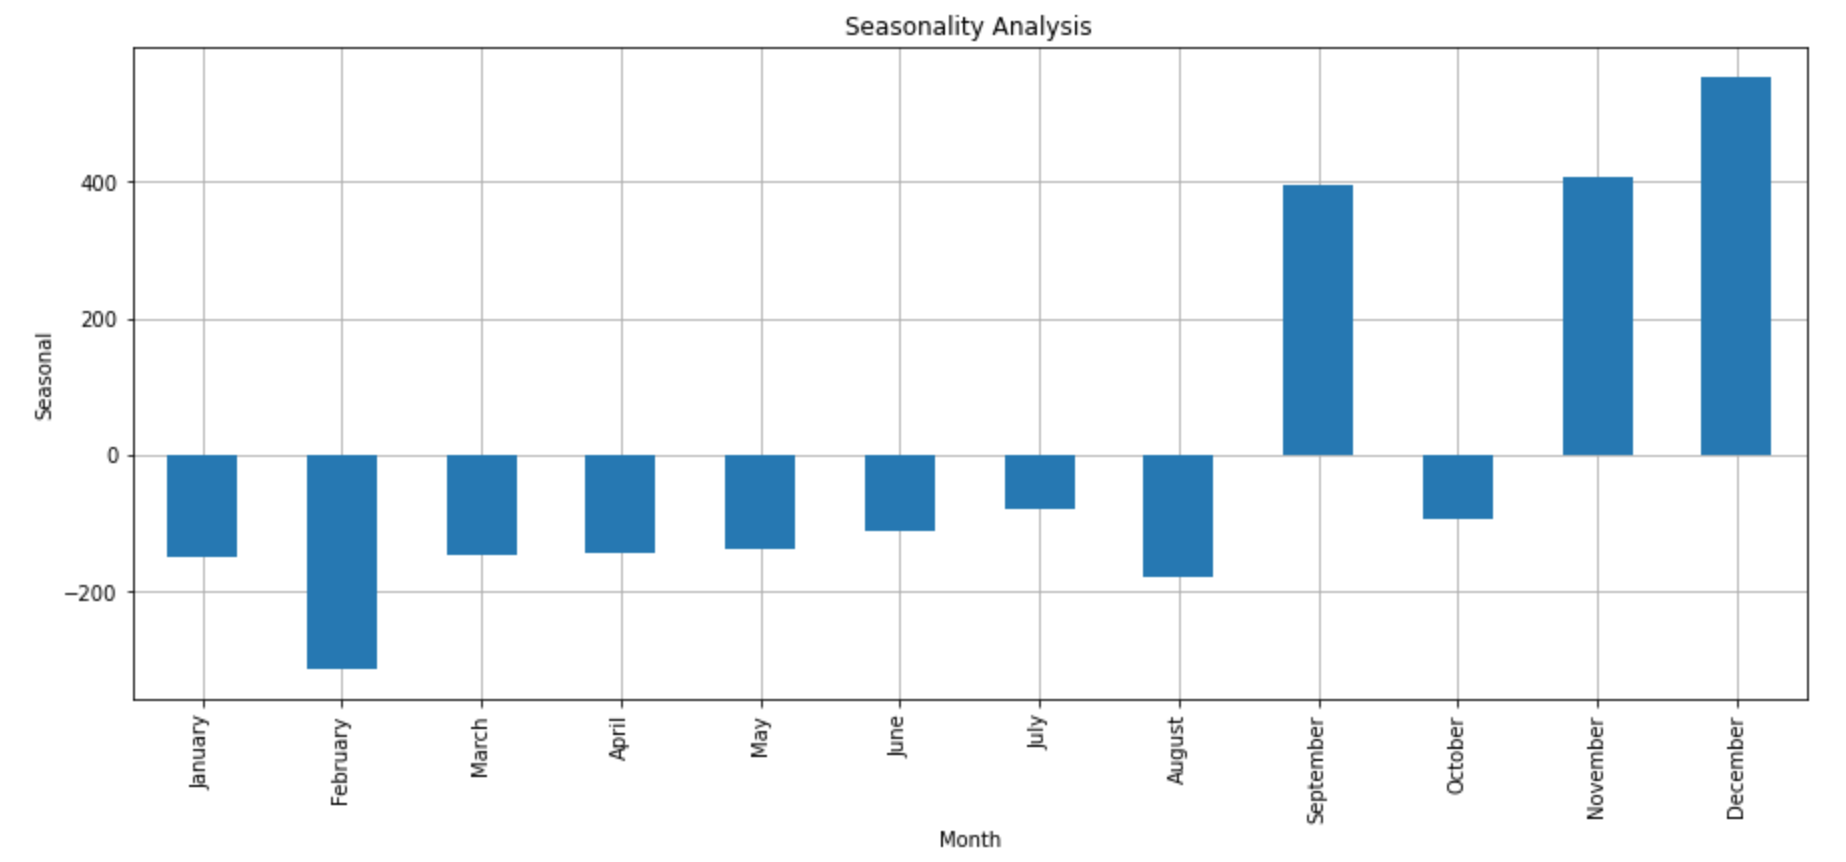 Seasonality Analysis
400
200
0
−200
Seasonal
January
February
March
April
May
June
July
August
September
October
November
December
Month